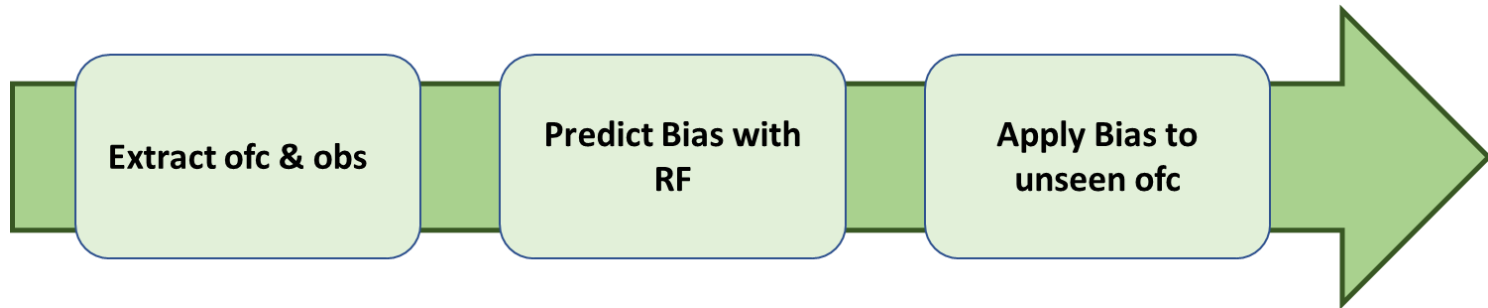 Extract ofc & obs
Predict Bias with
RF
Apply Bias to
unseen ofc